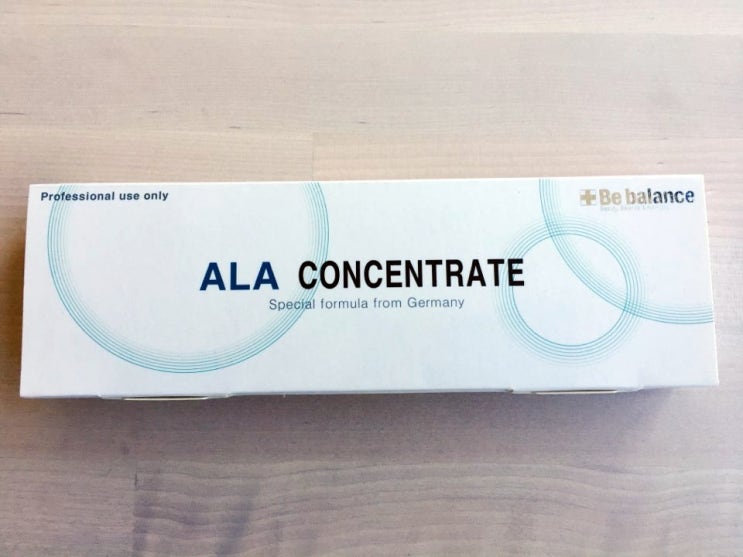 Professional use only
Be balance
ALA CONCENTRATE
Special formula from Germany